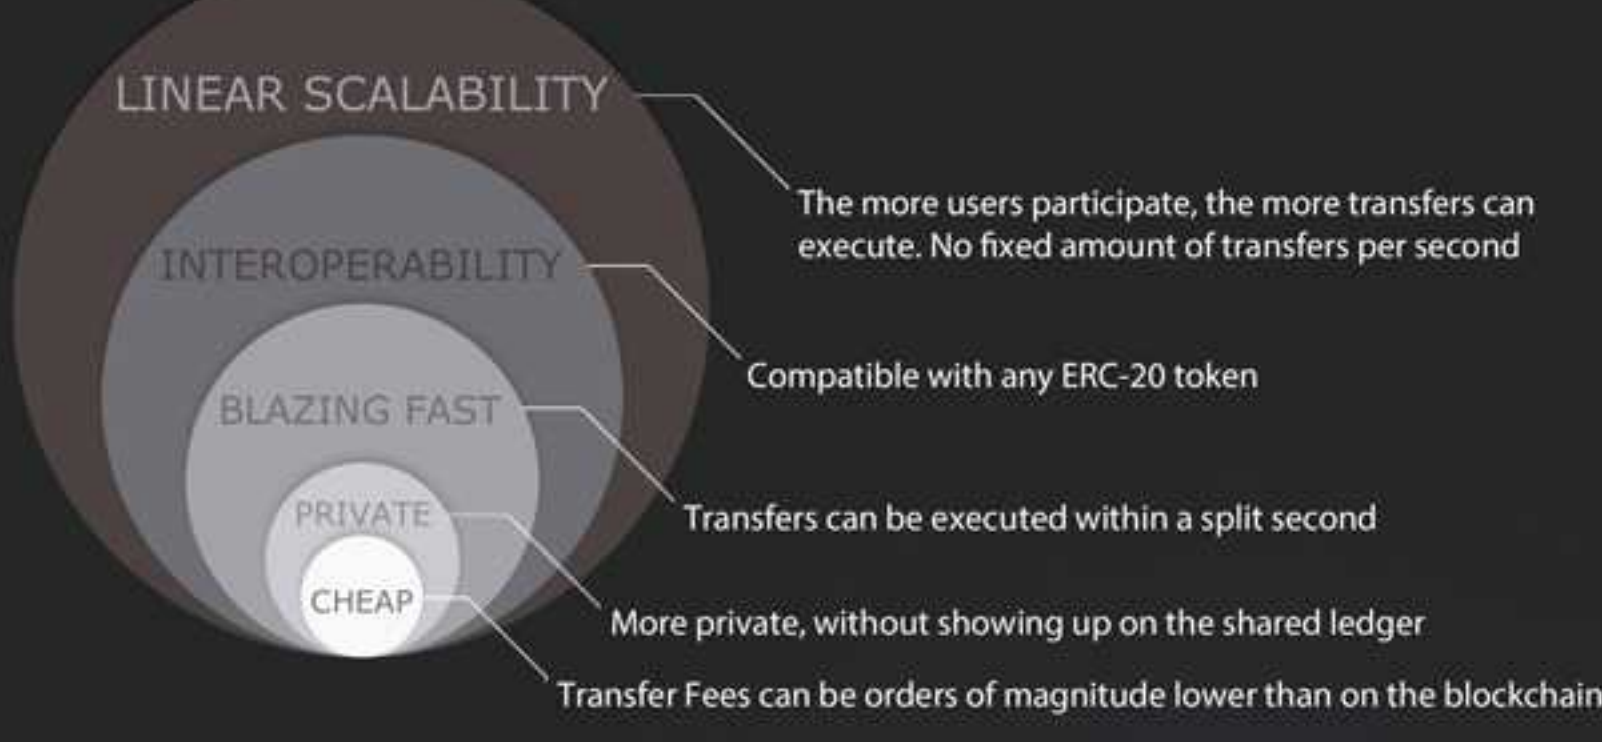 LINEAR SCALABILITY
The more users participate, the more transfers can
execute. No fixed amount of transfers per second
INTEROPERABILITY
Compatible with any ERC-20 token
BLAZING FAST
Transfers can be executed within a split second
PRIVATE
More private, without showing up on the shared ledger
CHEAP
Transfer Fees can be orders of magnitude lower than on the blockchain